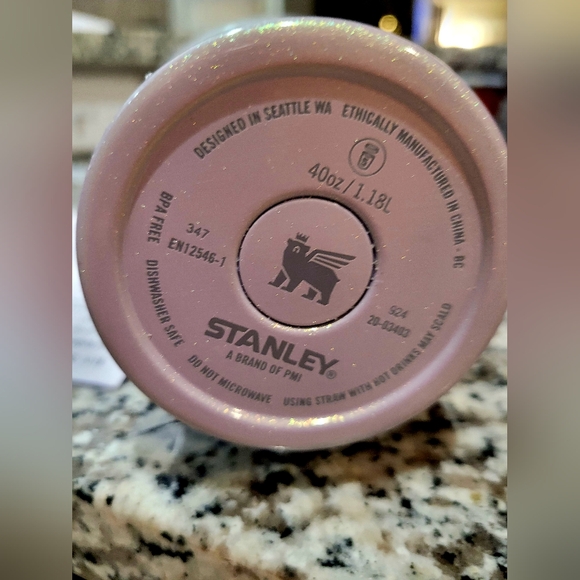 DESIGNED IN SEATTLE WA ETHICALLY MANUFACTURED IN CHINA · BC
40oz/1.18L
BPA FREE
DISHWASHER SAFE
347
EN12546-1
S24
20-03403
STANLEY®
A BRAND OF PMI
DO NOT MICROWAVE
USING STRAW WITH HOT DRINKS MAY SCALD